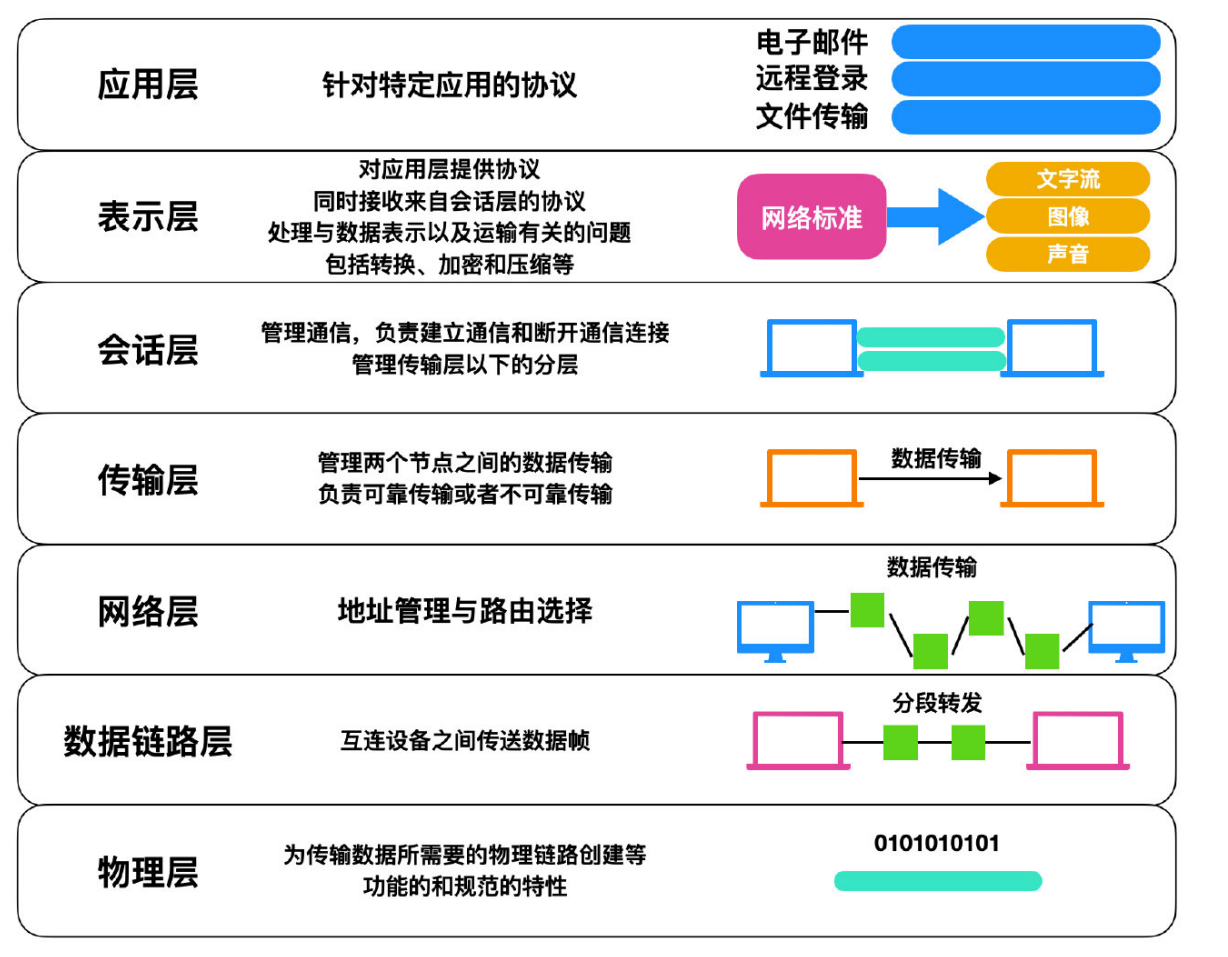 应用层
针对特定应用的协议
电子邮件
远程登录
文件传输
表示层
对应用层提供协议
同时接收来自会话层的协议
处理与数据表示以及运输有关的问题
包括转换、加密和压缩等
网络标准
文字流
图像
声音
会话层
管理通信，负责建立通信和断开通信连接
管理传输层以下的分层
传输层
管理两个节点之间的数据传输
负责可靠传输或者不可靠传输
数据传输
网络层
地址管理与路由选择
数据传输
数据链路层
互连设备之间传送数据帧
分段转发
物理层
为传输数据所需要的物理链路创建等
功能的和规范的特性
0101010101